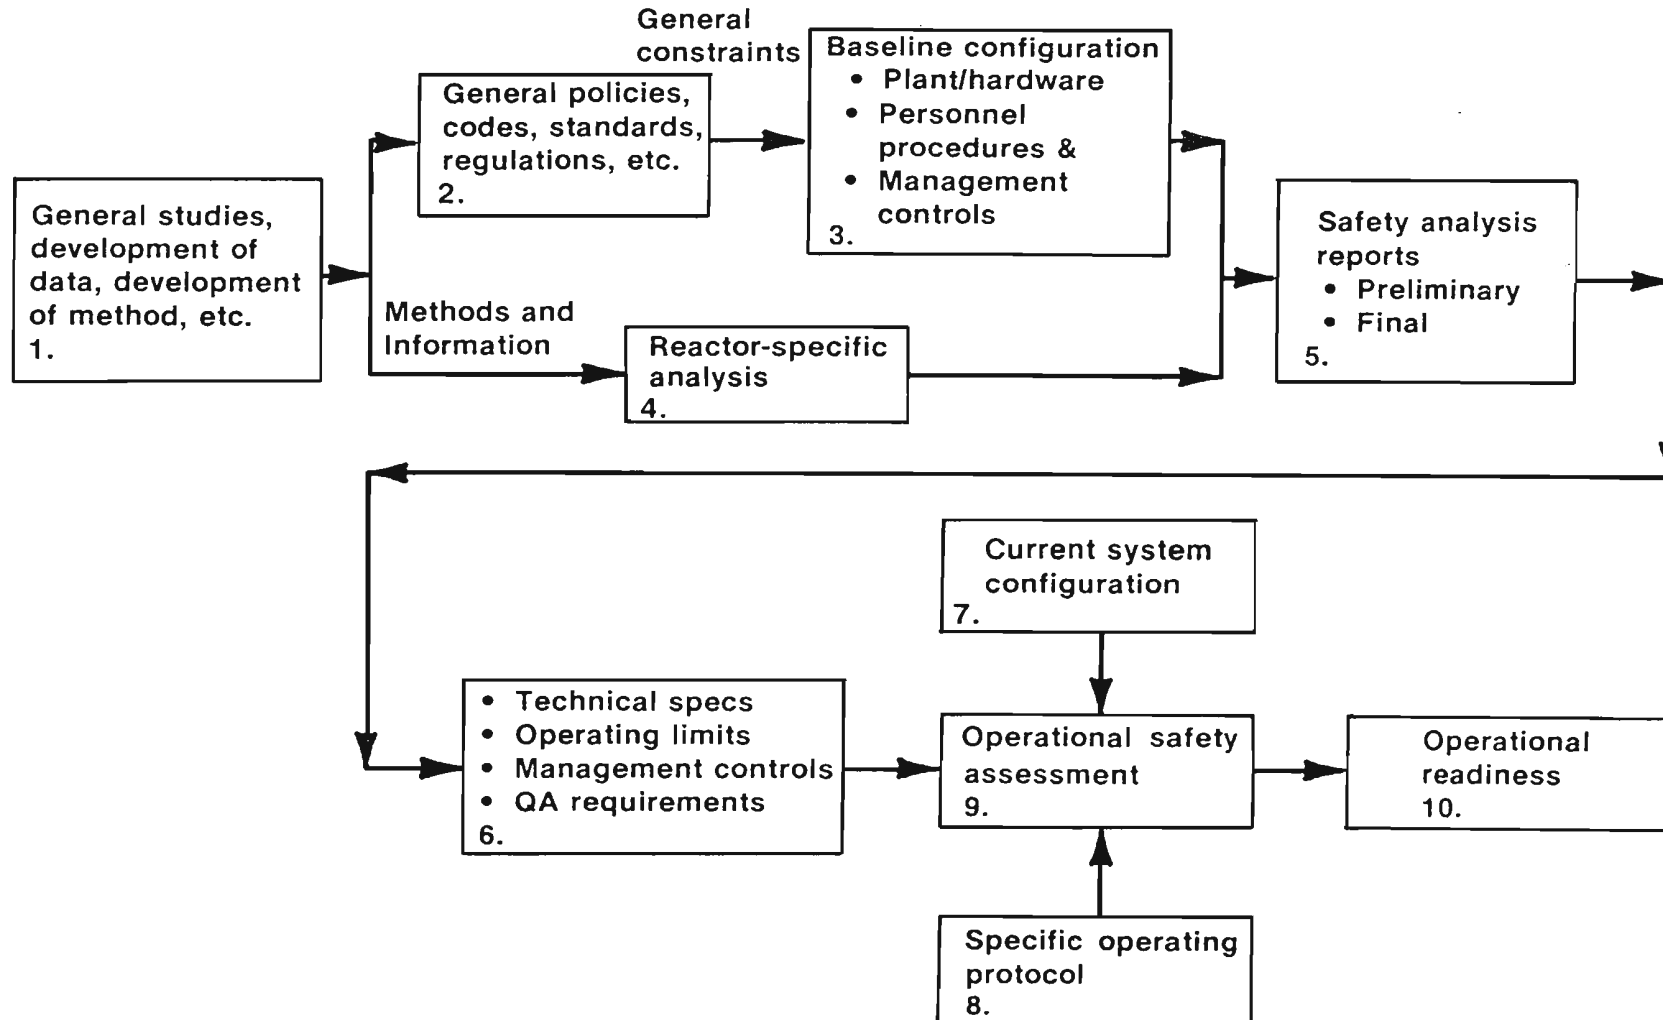 General studies,
development of
data, development
of method, etc.
1.
General policies,
codes, standards,
regulations, etc.
2.
General
constraints
Baseline configuration
• Plant/hardware
• Personnel
procedures &
• Management
controls
3.
Methods and
Information
Reactor-specific
analysis
4.
Safety analysis
reports
• Preliminary
• Final
5.
• Technical specs
• Operating limits
• Management controls
• QA requirements
6.
Current system
configuration
7.
Specific operating
protocol
8.
Operational safety
assessment
9.
Operational
readiness
10.